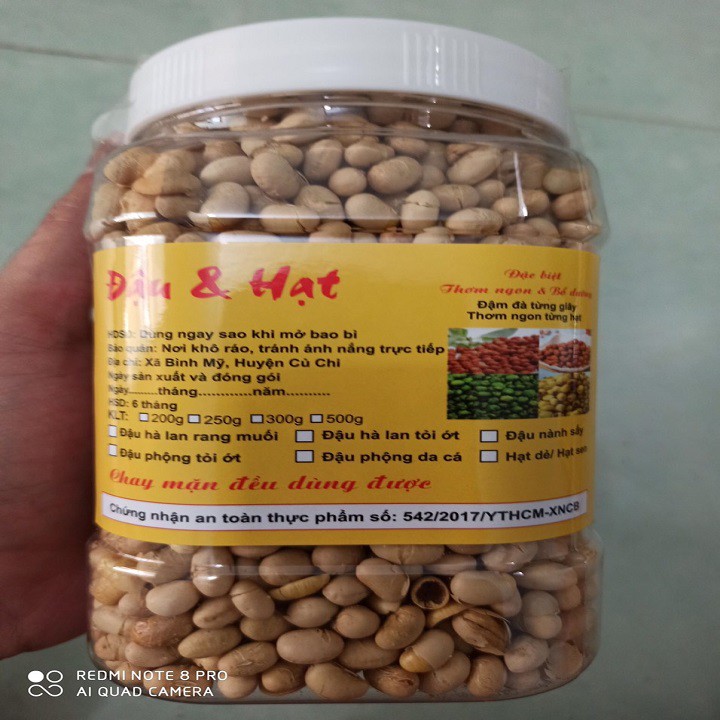 Đậu & Hạt
Đặc biệt
Thơm ngon & Bổ dưỡng
Đậm đà từng giây
Thơm ngon từng hạt
HDSD: Dùng ngay sao khi mở bao bì
Bảo quản: Nơi khô ráo, tránh ánh nắng trực tiếp
Địa chỉ: Xã Bình Mỹ, Huyện Củ Chi
Ngày sản xuất và đóng gói
Ngày.........tháng.............năm..........
HSD: 6 tháng
KLT: 200g 250g 300g 500g
Đậu hà lan rang muối Đậu hà lan tỏi ớt Đậu nành sấy
Đậu phộng tỏi ớt Đậu phộng da cá Hạt dẻ/ Hạt sen
Chay mặn đều dùng được
Chứng nhận an toàn thực phẩm số: 542/2017/YTHCM-XNCB
REDMI NOTE 8 PRO
AI QUAD CAMERA